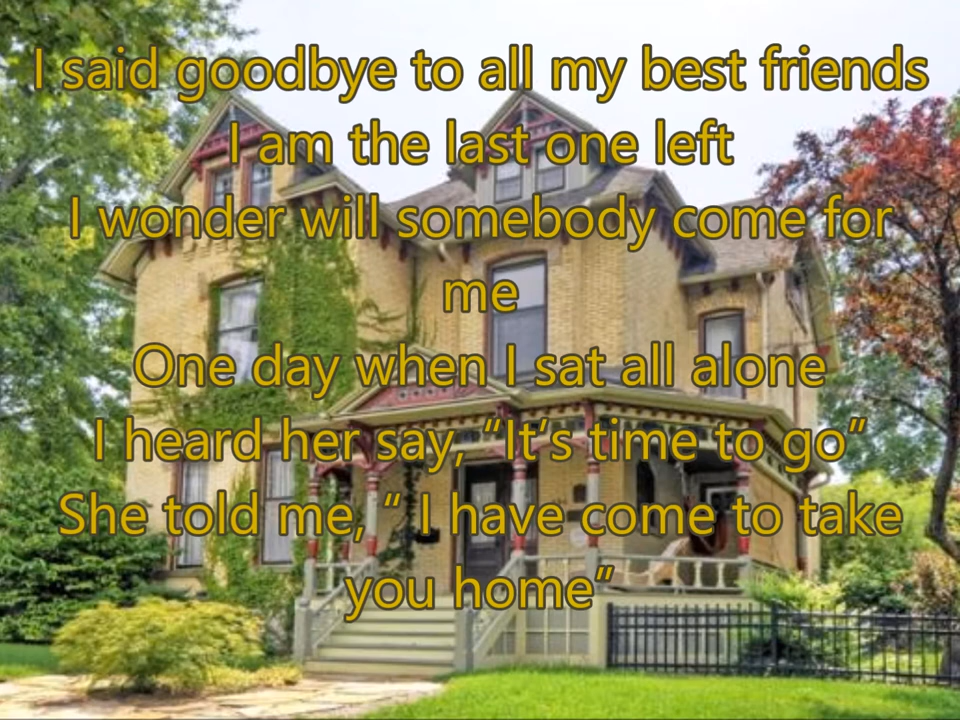 I said goodbye to all my best friends
I am the last one left
I wonder will somebody come for
me
One day when I sat all alone
I heard her say, “It’s time to go”
She told me, “ I have come to take
you home”